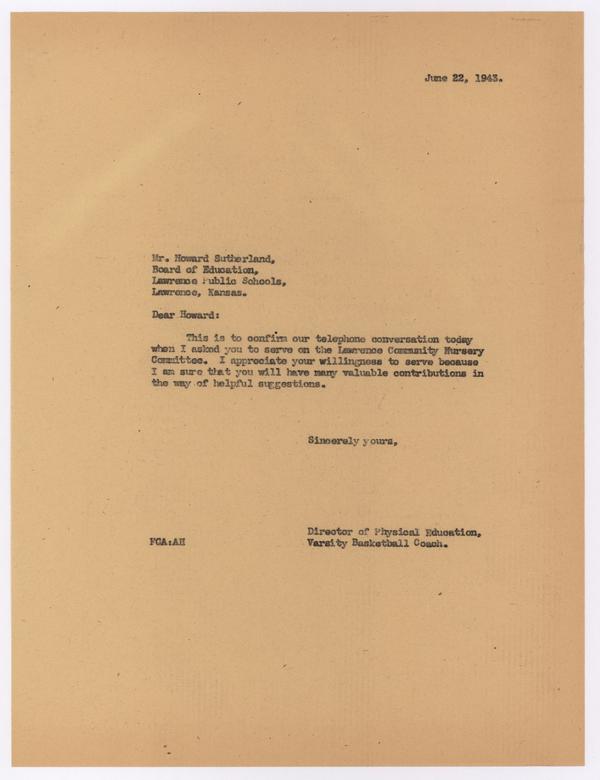 June 22, 1943.
Mr. Howard Sutherland,
Board of Education,
Lawrence Public Schools,
Lawrence, Kansas.
Dear Howard:
This is to confirm our telephone conversation today
when I asked you to serve on the Lawrence Community Nursery
Committee. I appreciate your willingness to serve because
I am sure that you will have many valuable contributions in
the way of helpful suggestions.
Sincerely yours,
Director of Physical Education,
FCA:AH Varsity Basketball Coach.